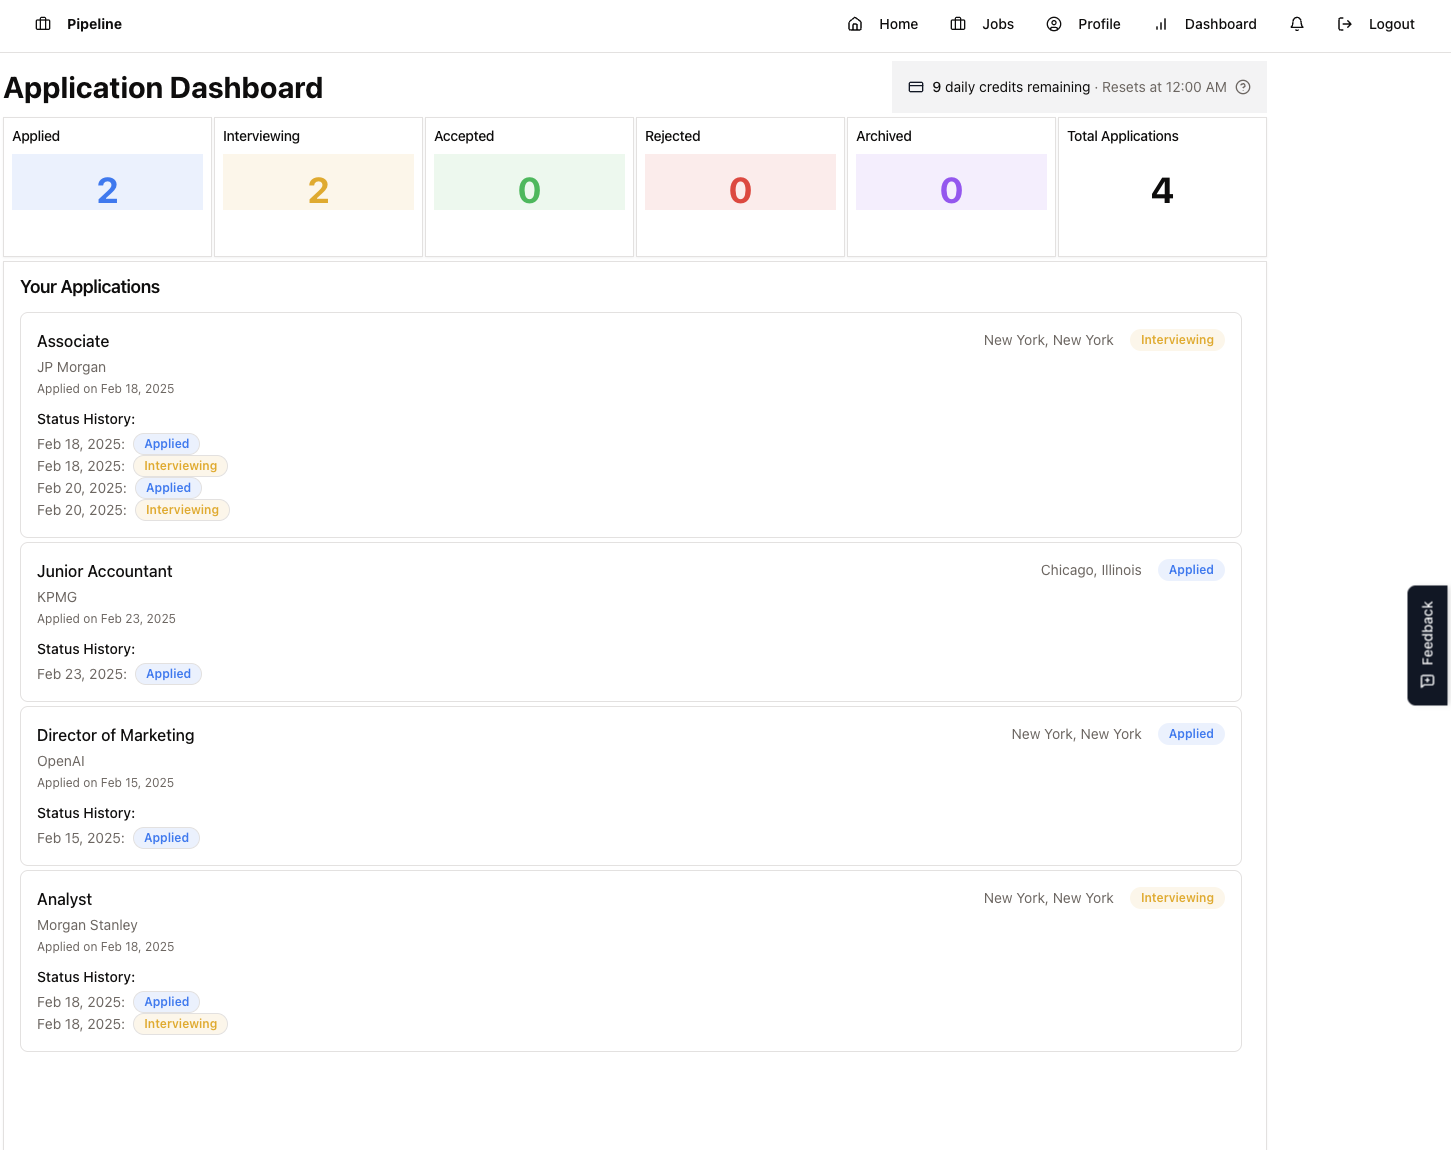 Pipeline
Home Jobs Profile Dashboard Logout
Application Dashboard
9 daily credits remaining · Resets at 12:00 AM
Applied Interviewing Accepted Rejected Archived Total Applications
2 2 0 0 0 4
Your Applications
Associate
New York, New York Interviewing
JP Morgan
Applied on Feb 18, 2025
Status History:
Feb 18, 2025: Applied
Feb 18, 2025: Interviewing
Feb 20, 2025: Applied
Feb 20, 2025: Interviewing
Junior Accountant
Chicago, Illinois Applied
KPMG
Applied on Feb 23, 2025
Status History:
Feb 23, 2025: Applied
Director of Marketing
New York, New York Applied
OpenAI
Applied on Feb 15, 2025
Status History:
Feb 15, 2025: Applied
Analyst
New York, New York Interviewing
Morgan Stanley
Applied on Feb 18, 2025
Status History:
Feb 18, 2025: Applied
Feb 18, 2025: Interviewing
Feedback